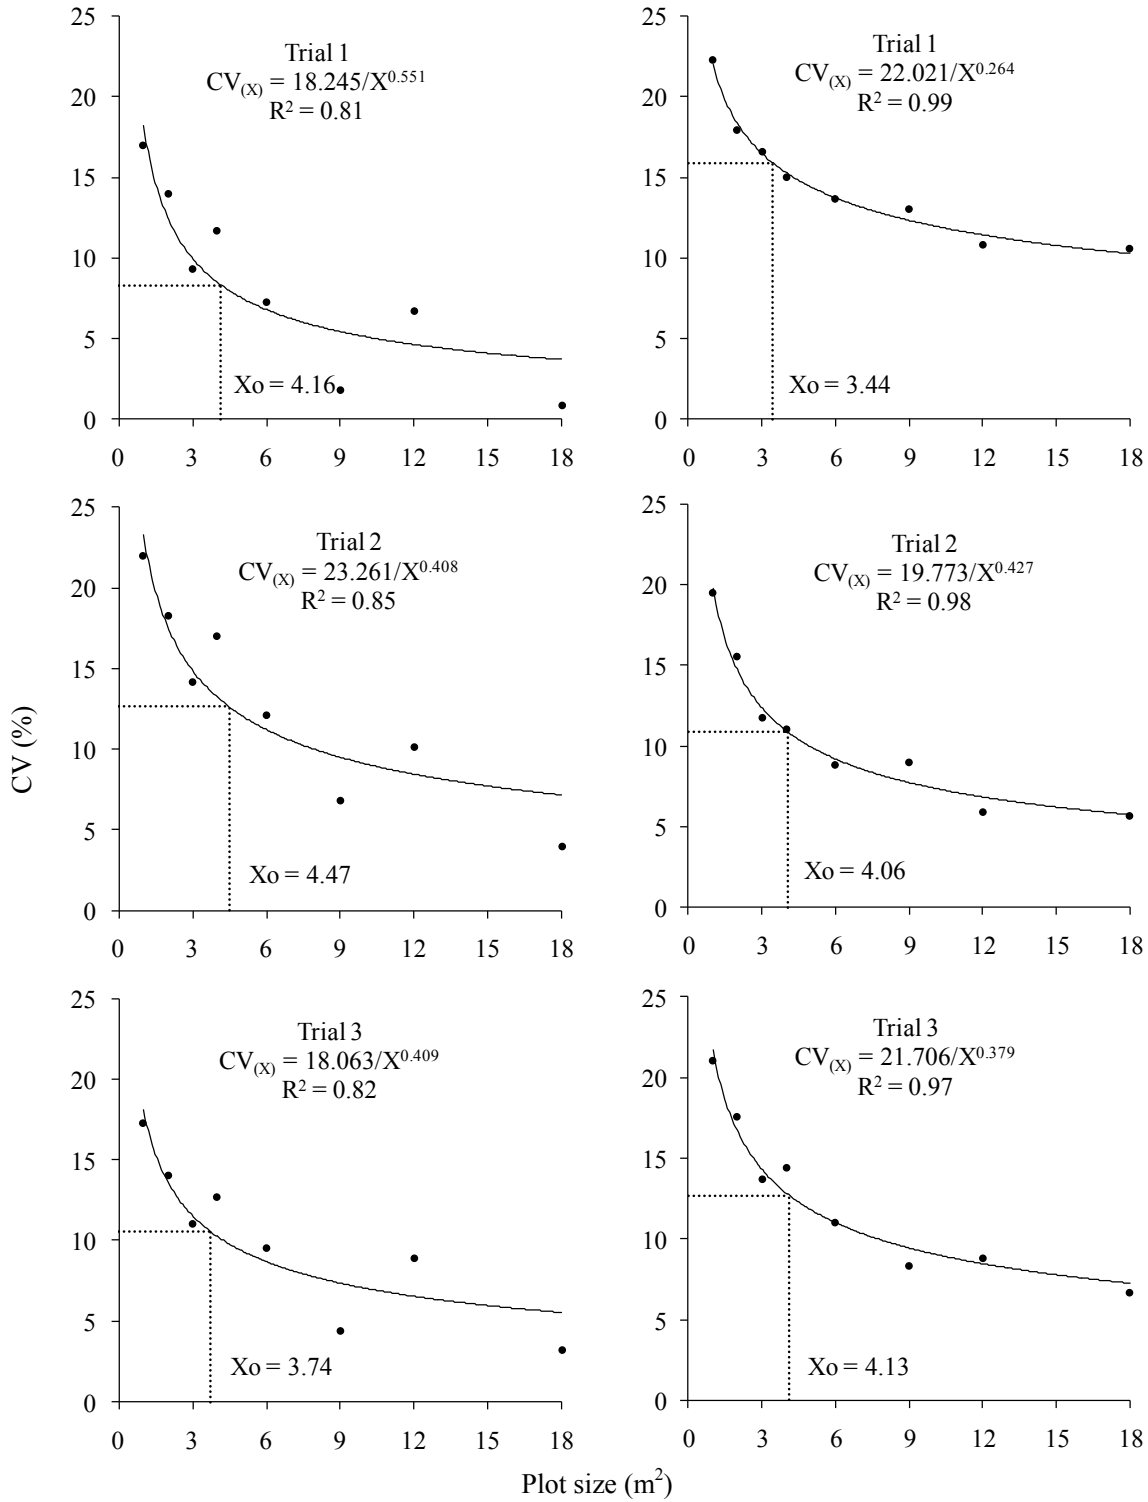 25
20
15
10
5
0
Trial 1
CV(X) = 18.245/X^0.551
R² = 0.81
Xo = 4.16
0 3 6 9 12 15 18
25
20
15
10
5
0
Trial 1
CV(X) = 22.021/X^0.264
R² = 0.99
Xo = 3.44
0 3 6 9 12 15 18
CV (%)
25
20
15
10
5
0
Trial 2
CV(X) = 23.261/X^0.408
R² = 0.85
Xo = 4.47
0 3 6 9 12 15 18
25
20
15
10
5
0
Trial 2
CV(X) = 19.773/X^0.427
R² = 0.98
Xo = 4.06
0 3 6 9 12 15 18
25
20
15
10
5
0
Trial 3
CV(X) = 18.063/X^0.409
R² = 0.82
Xo = 3.74
0 3 6 9 12 15 18
25
20
15
10
5
0
Trial 3
CV(X) = 21.706/X^0.379
R² = 0.97
Xo = 4.13
0 3 6 9 12 15 18
Plot size (m²)